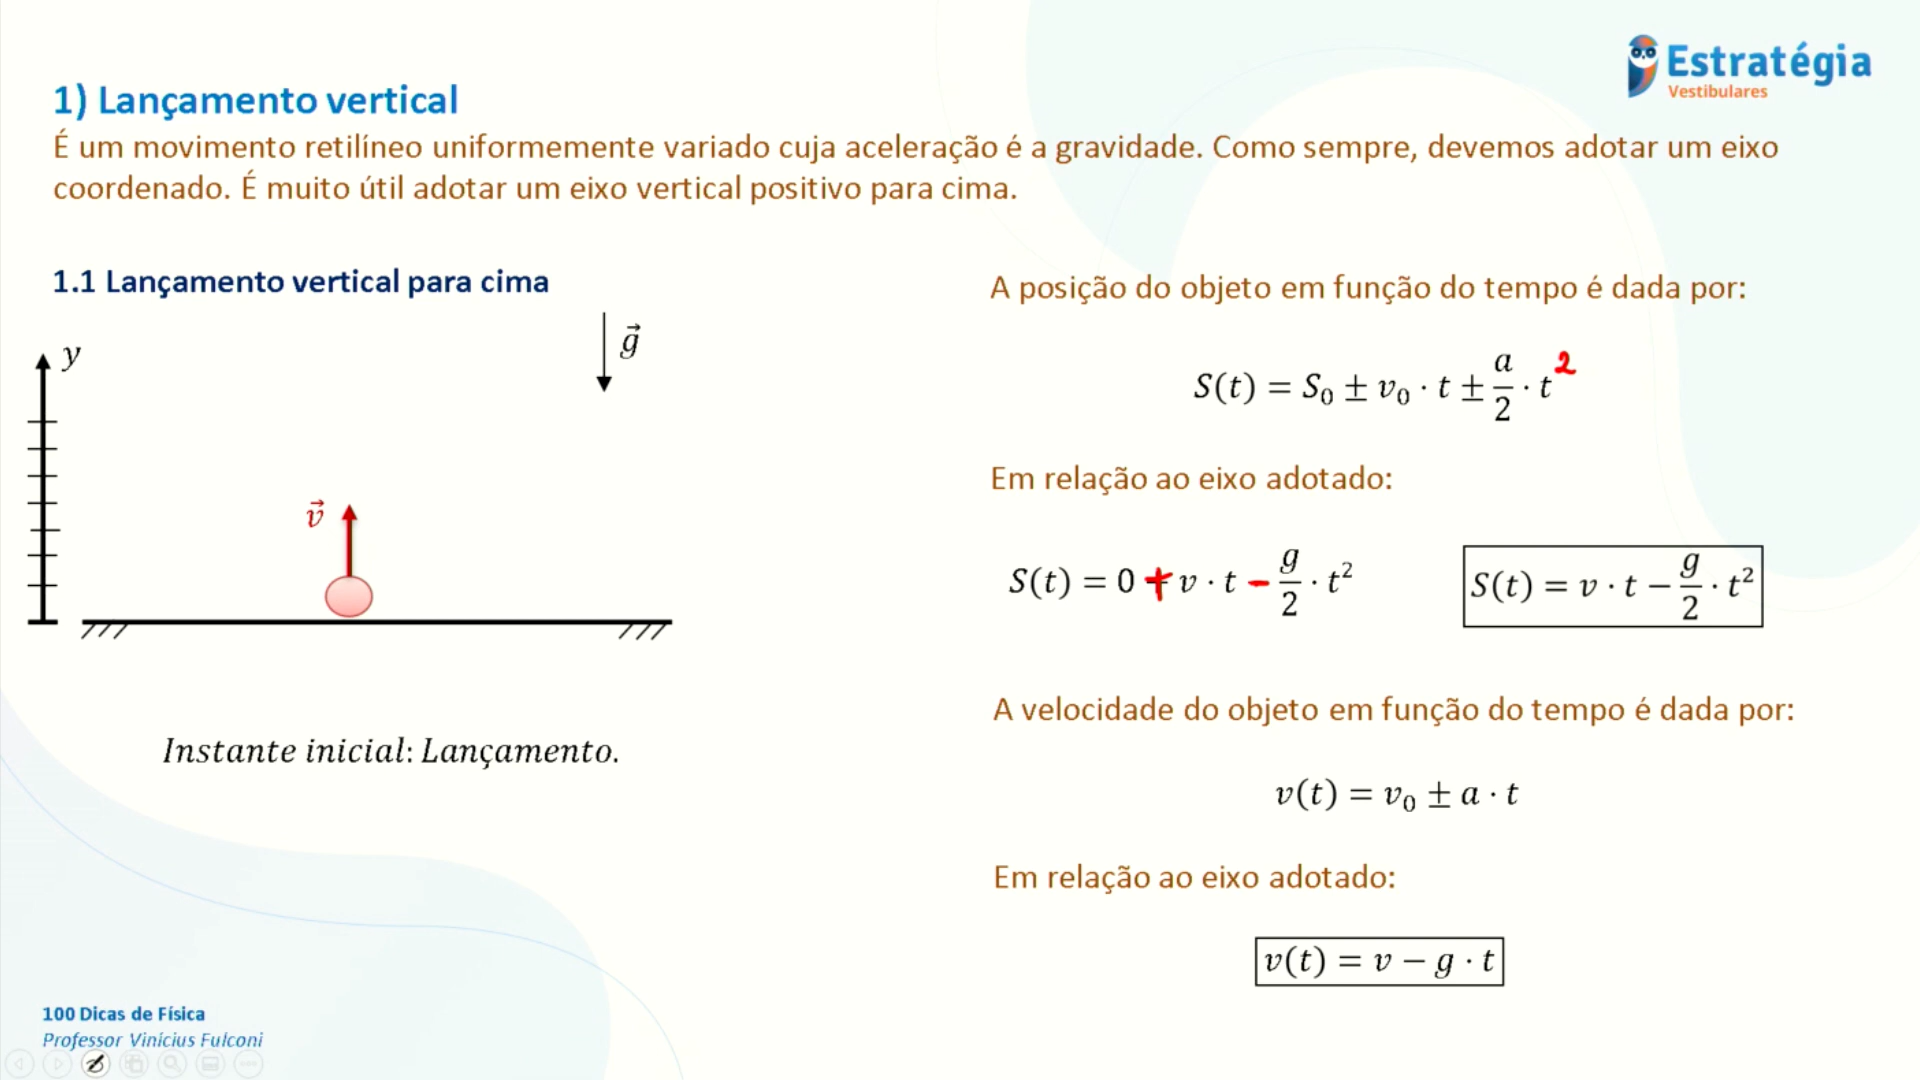 Estratégia
Vestibulares
1) Lançamento vertical
É um movimento retilíneo uniformemente variado cuja aceleração é a gravidade. Como sempre, devemos adotar um eixo
coordenado. É muito útil adotar um eixo vertical positivo para cima.
1.1 Lançamento vertical para cima
y
g⃗
v⃗
Instante inicial: Lançamento.
A posição do objeto em função do tempo é dada por:
S(t) = S₀ ± v₀ · t ± a/2 · t²
Em relação ao eixo adotado:
S(t) = 0 + v · t − g/2 · t²
S(t) = v · t − g/2 · t²
A velocidade do objeto em função do tempo é dada por:
v(t) = v₀ ± a · t
Em relação ao eixo adotado:
v(t) = v − g · t
100 Dicas de Física
Professor Vinícius Fulconi